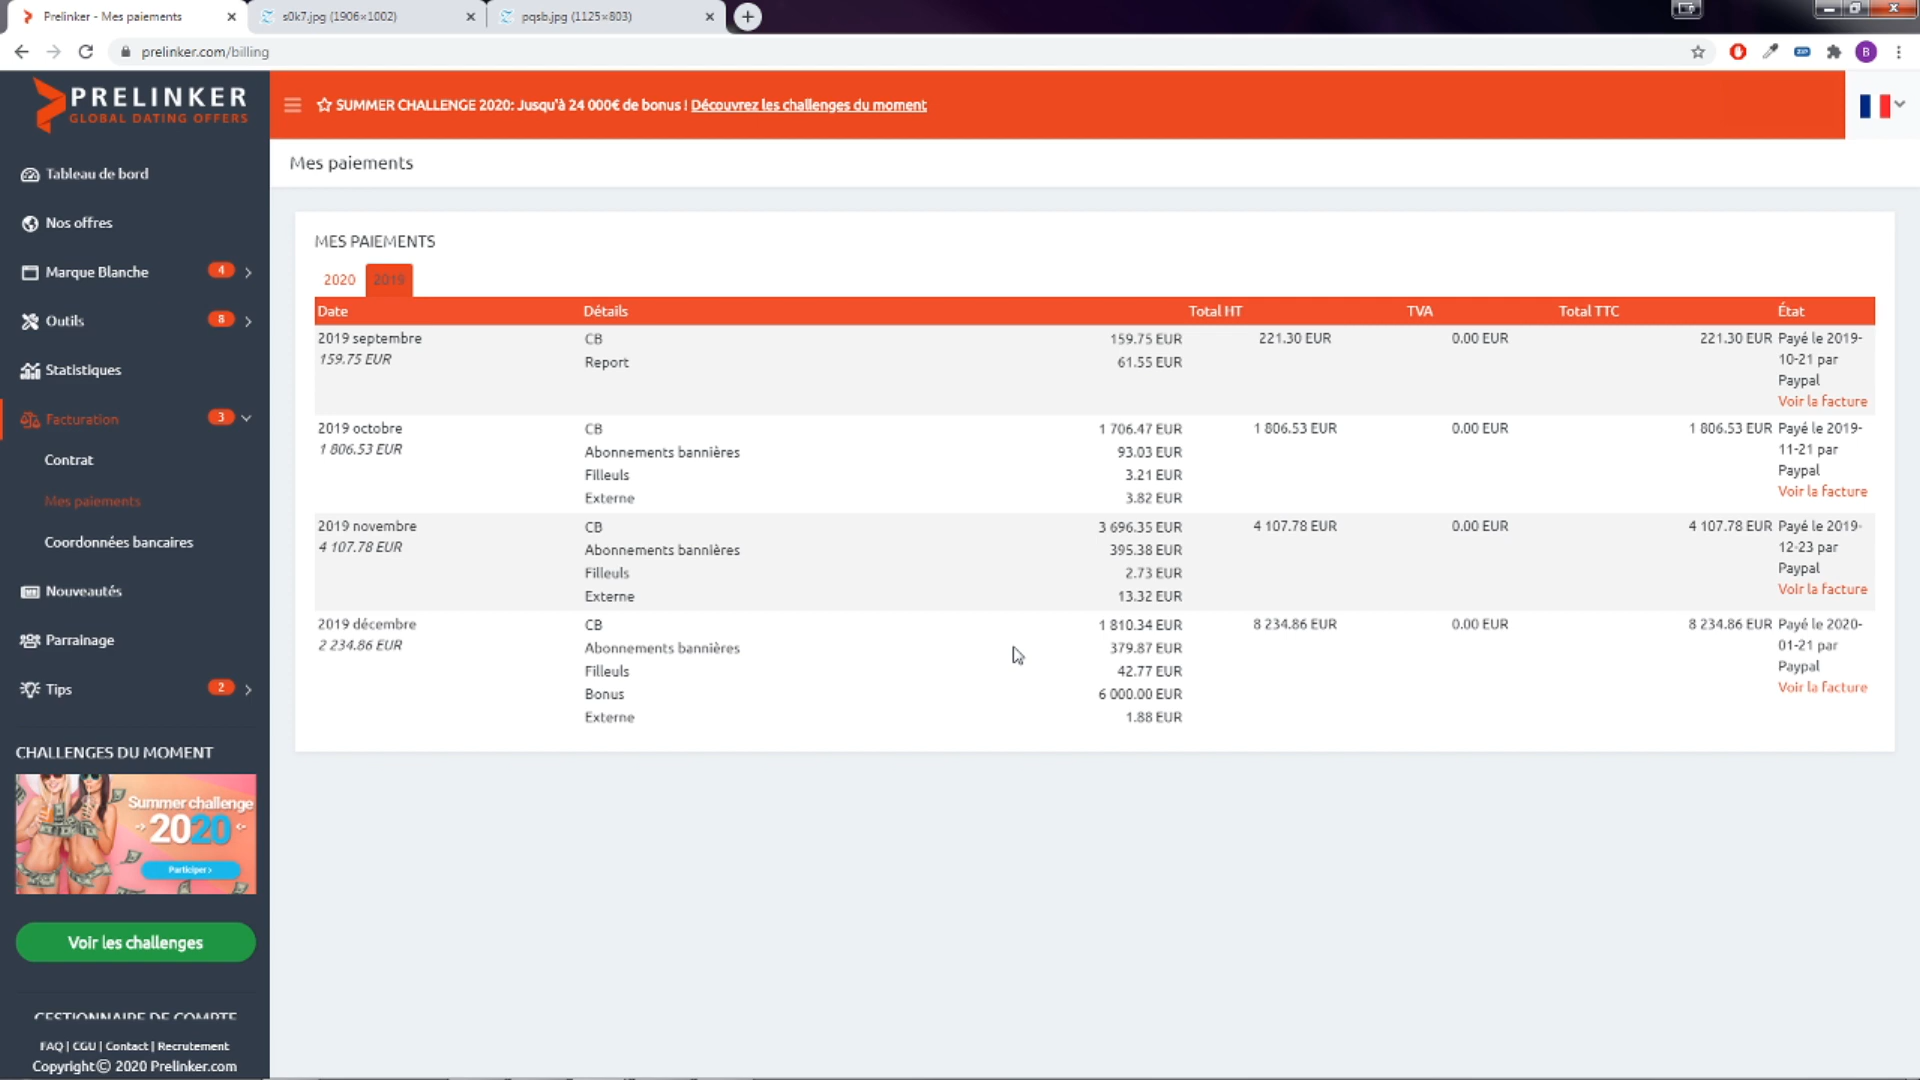 Prelinker - Mes paiements
s0k7.jpg (1906×1002)
pqsb.jpg (1125×803)
prelinker.com/billing
B
PRELINKER
GLOBAL DATING OFFERS
SUMMER CHALLENGE 2020: Jusqu'à 24 000€ de bonus ! Découvrez les challenges du moment
Mes paiements
Tableau de bord
Nos offres
Marque Blanche 4
Outils 8
Statistiques
Facturation 3
Contrat
Mes paiements
Coordonnées bancaires
Nouveautés
Parrainage
Tips 2
CHALLENGES DU MOMENT
Summer challenge
2020
Participer >
Voir les challenges
GESTIONNAIRE DE COMPTE
FAQ | CGU | Contact | Recrutement
Copyright© 2020 Prelinker.com
MES PAIEMENTS
2020 2019
Date Détails Total HT TVA Total TTC État
2019 septembre CB 159.75 EUR 221.30 EUR 0.00 EUR 221.30 EUR Payé le 2019-
159.75 EUR Report 61.55 EUR 10-21 par
Paypal
Voir la facture
2019 octobre CB 1 706.47 EUR 1 806.53 EUR 0.00 EUR 1 806.53 EUR Payé le 2019-
1 806.53 EUR Abonnements bannières 93.03 EUR 11-21 par
Filleuls 3.21 EUR Paypal
Externe 3.82 EUR Voir la facture
2019 novembre CB 3 696.35 EUR 4 107.78 EUR 0.00 EUR 4 107.78 EUR Payé le 2019-
4 107.78 EUR Abonnements bannières 395.38 EUR 12-23 par
Filleuls 2.73 EUR Paypal
Externe 13.32 EUR Voir la facture
2019 décembre CB 1 810.34 EUR 8 234.86 EUR 0.00 EUR 8 234.86 EUR Payé le 2020-
2 234.86 EUR Abonnements bannières 379.87 EUR 01-21 par
Filleuls 42.77 EUR Paypal
Bonus 6 000.00 EUR Voir la facture
Externe 1.88 EUR